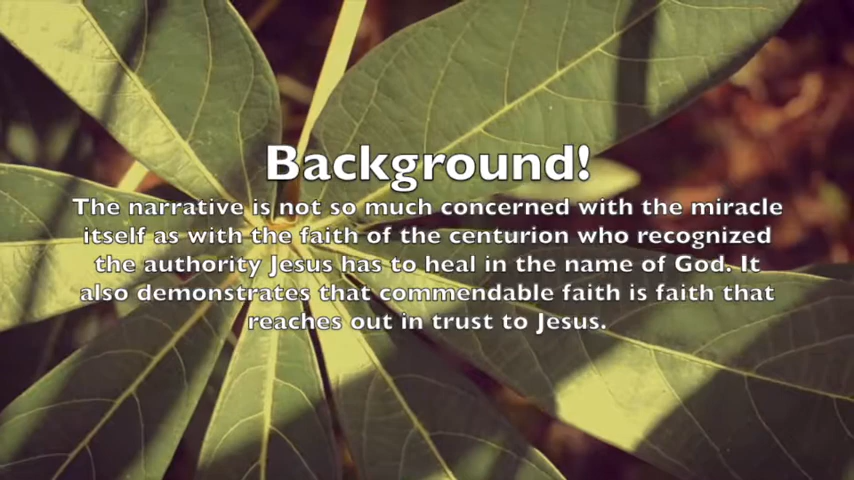 Background!
The narrative is not so much concerned with the miracle
itself as with the faith of the centurion who recognized
the authority Jesus has to heal in the name of God. It
also demonstrates that commendable faith is faith that
reaches out in trust to Jesus.